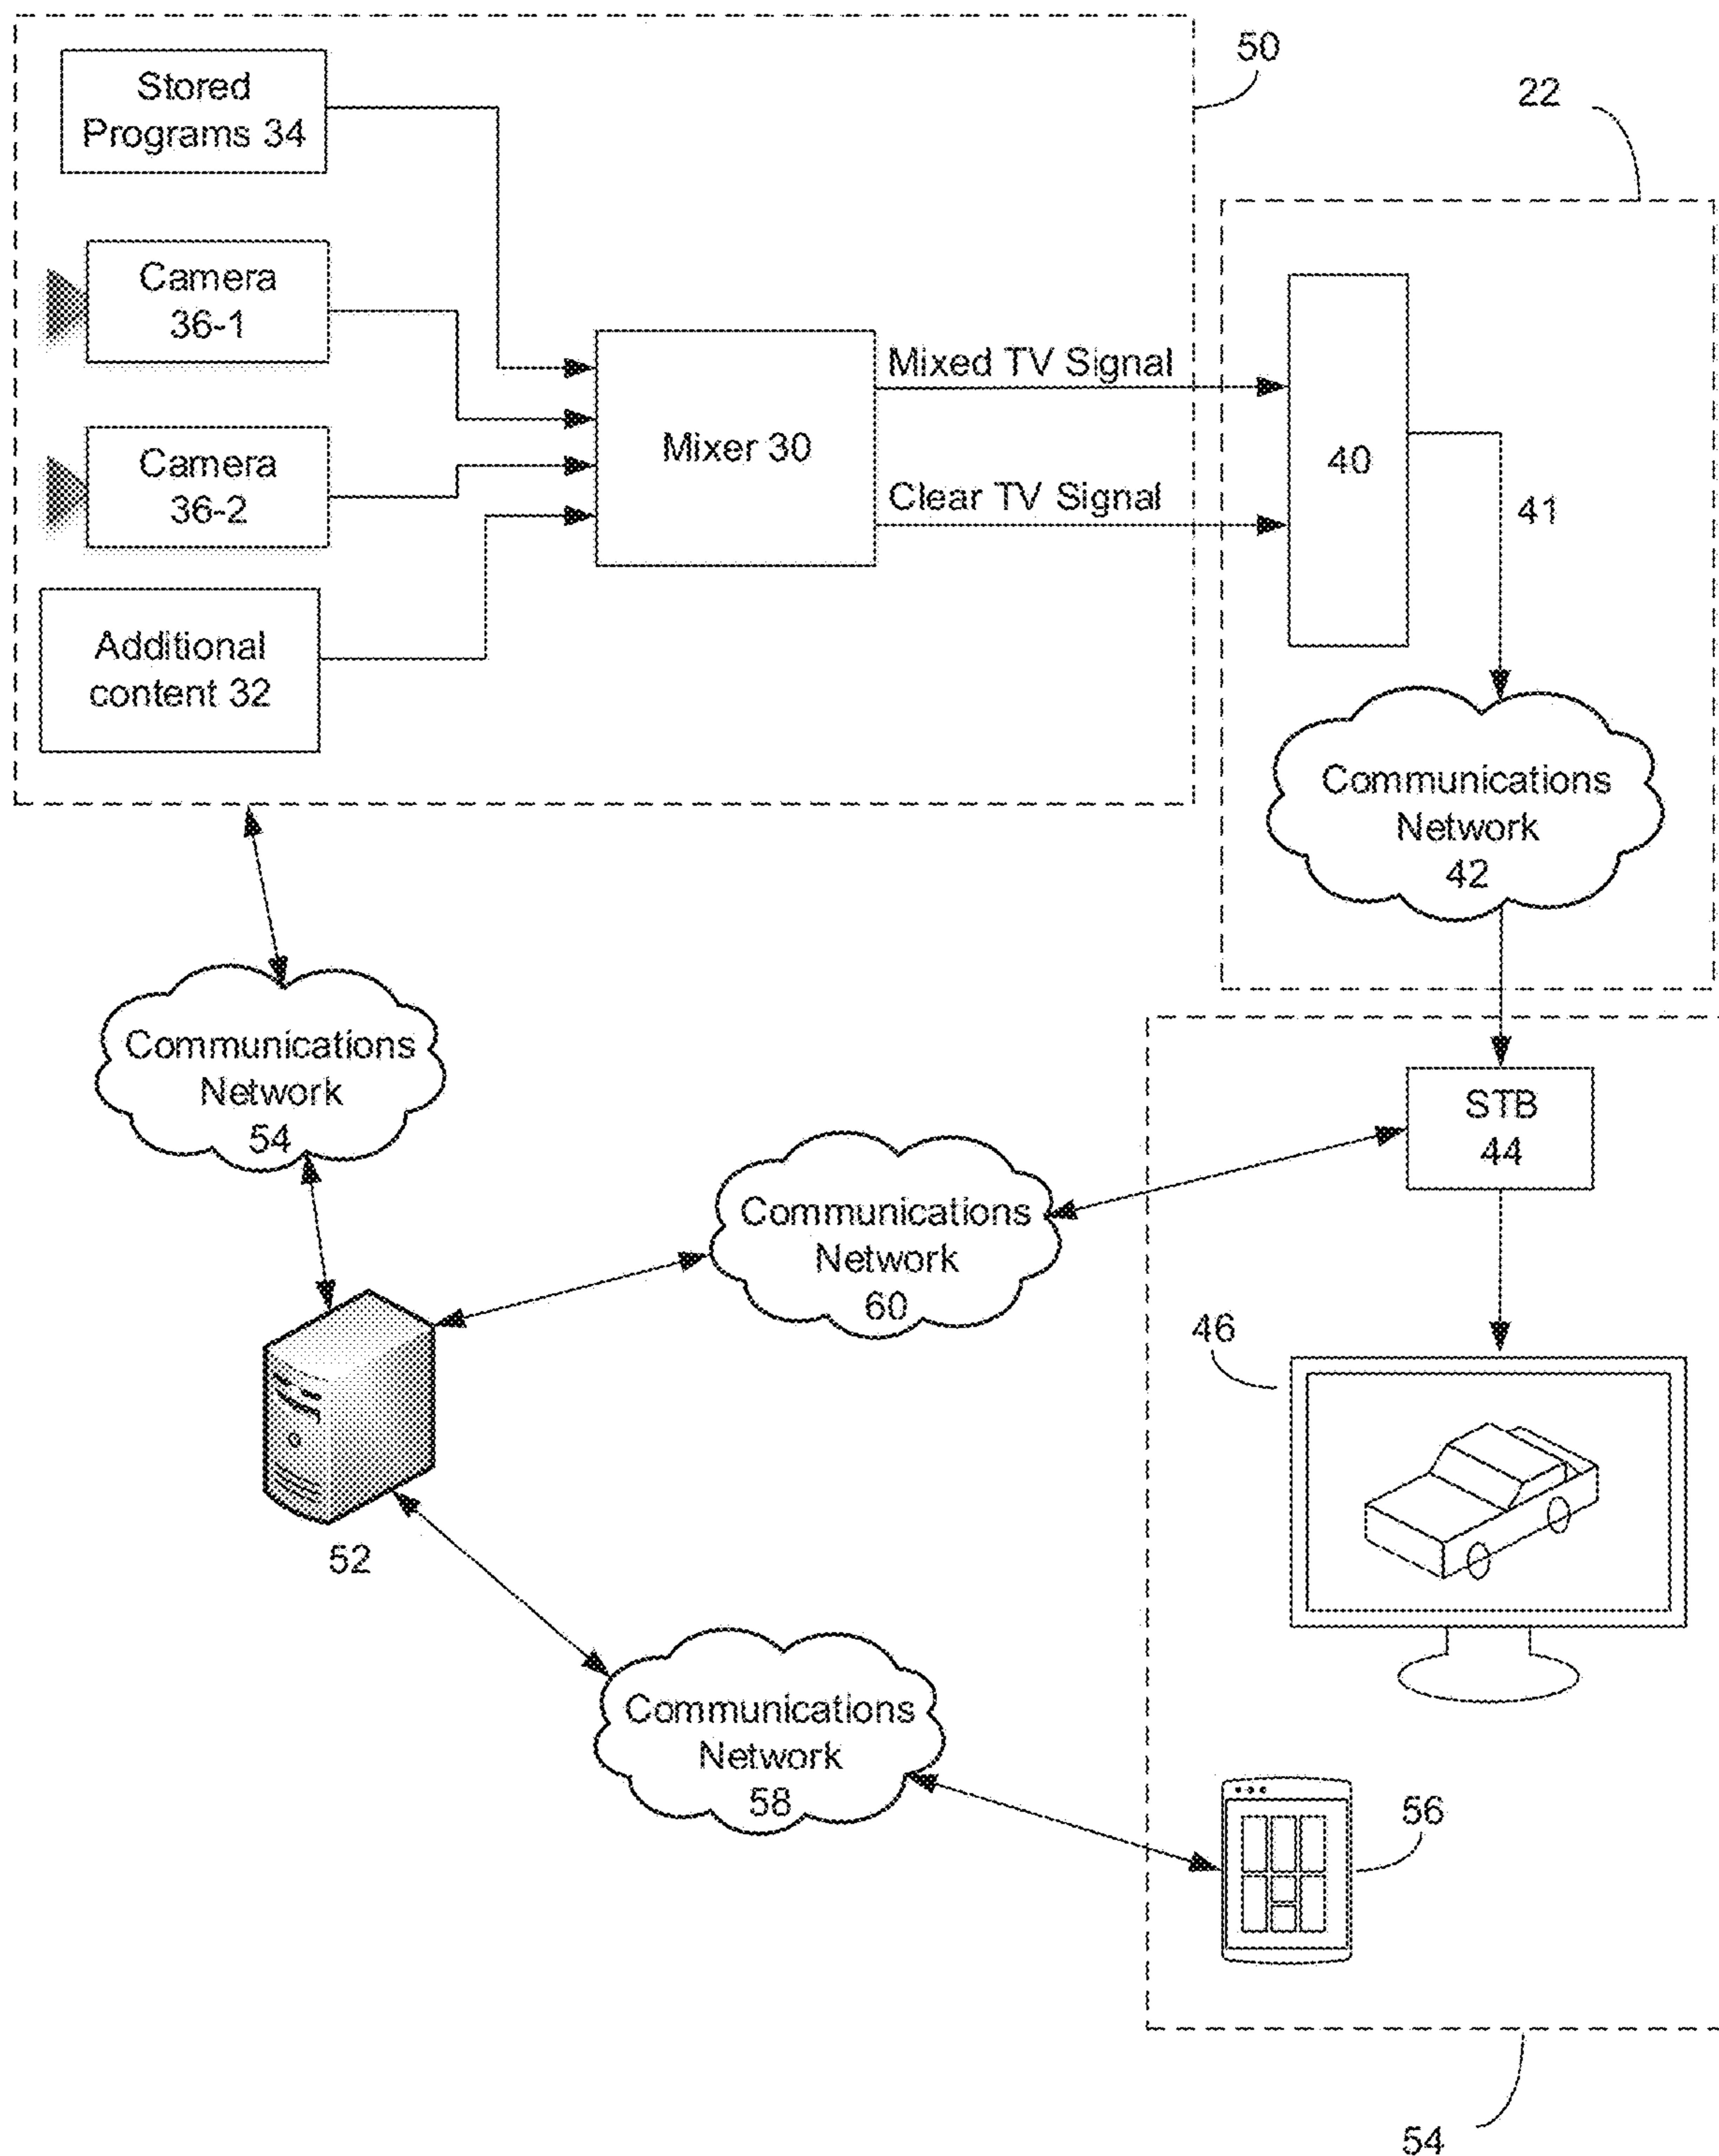 50
22
Stored
Programs 34
Camera
36-1
Camera
36-2
Additional
content 32
Mixer 30
Mixed TV Signal
Clear TV Signal
40
41
Communications
Network
42
Communications
Network
54
STB
44
Communications
Network
60
46
52
Communications
Network
58
56
54